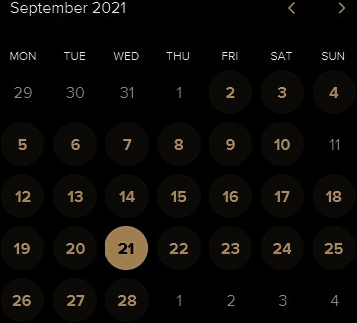 September 2021
MON TUE WED THU FRI SAT SUN
29 30 31 1 2 3 4
5 6 7 8 9 10 11
12 13 14 15 16 17 18
19 20 21 22 23 24 25
26 27 28 1 2 3 4